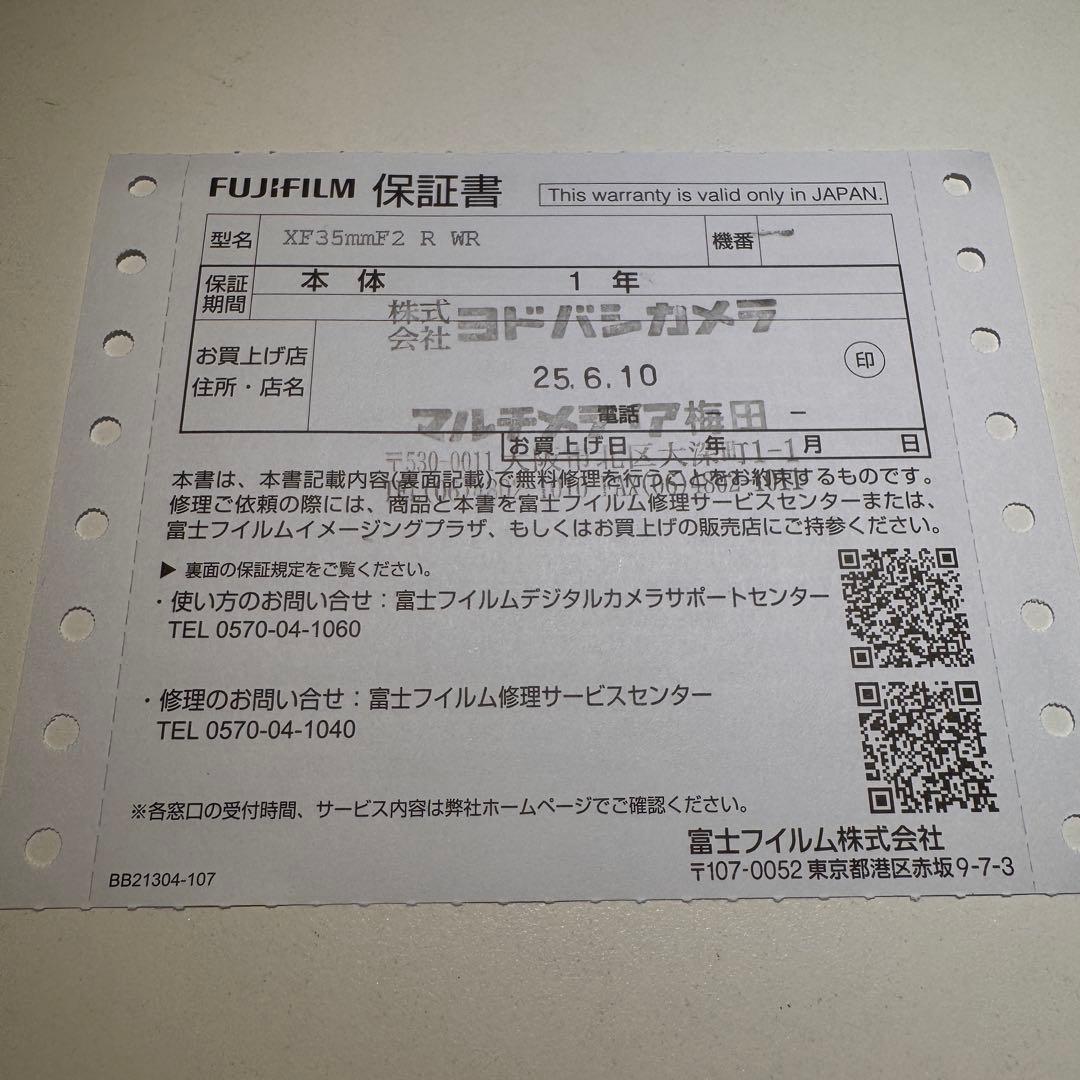 FUJIFILM 保証書 This warranty is valid only in JAPAN.
型名 XF35mmF2 R WR 機番
保証期間 本体 1年
株式会社 ヨドバシカメラ
お買上げ店
住所・店名
印
25.6.10
マルチメディア梅田
電話 － －
お買上げ日 年 月 日
〒530-0011 大阪市北区大深町1-1
本書は、本書記載内容(裏面記載)で無料修理を行うことをお約束するものです。
修理ご依頼の際には、商品と本書を富士フイルム修理サービスセンターまたは、
富士フイルムイメージングプラザ、もしくはお買上げの販売店にご持参ください。
▶ 裏面の保証規定をご覧ください。
・使い方のお問い合せ：富士フイルムデジタルカメラサポートセンター
TEL 0570-04-1060
・修理のお問い合せ：富士フイルム修理サービスセンター
TEL 0570-04-1040
※各窓口の受付時間、サービス内容は弊社ホームページでご確認ください。
富士フイルム株式会社
〒107-0052 東京都港区赤坂9-7-3
BB21304-107